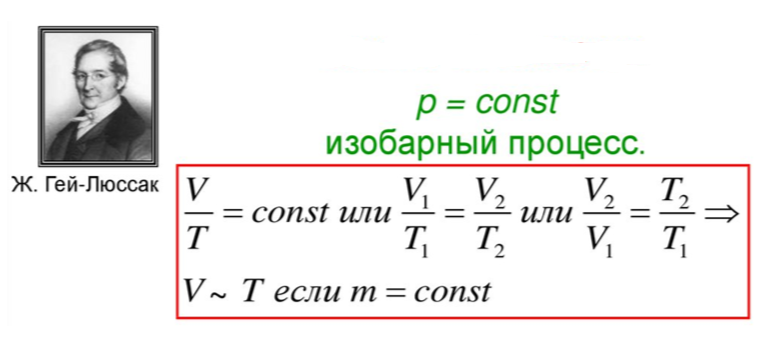 p = const
изобарный процесс.
Ж. Гей-Люссак
V/T = const или V₁/T₁ = V₂/T₂ или V₂/V₁ = T₂/T₁ ⇒
V ~ T если m = const